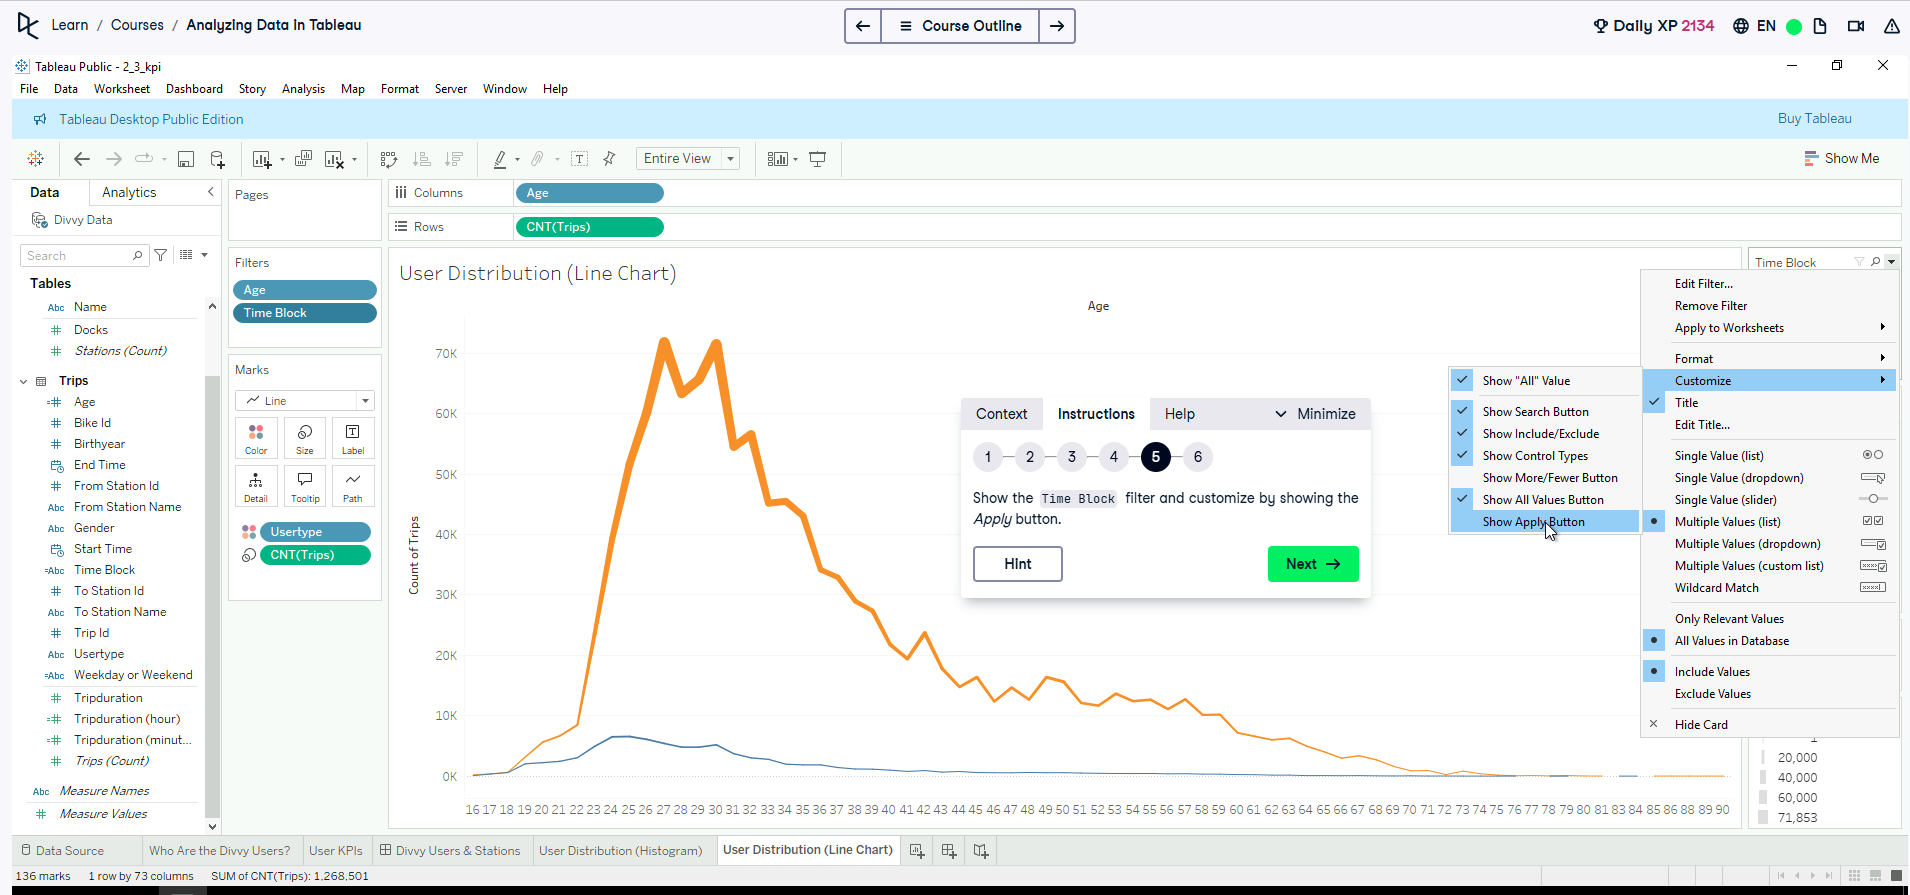 Learn / Courses / Analyzing Data in Tableau
Course Outline
Daily XP 2134
EN
Tableau Public - 2_3_kpi
File Data Worksheet Dashboard Story Analysis Map Format Server Window Help
Tableau Desktop Public Edition
Buy Tableau
Entire View
Show Me
Data
Analytics
Divvy Data
Search
Tables
Abc Name
# Docks
# Stations (Count)
Trips
=# Age
# Bike Id
Abc Birthyear
End Time
Abc From Station Id
Abc From Station Name
Abc Gender
Start Time
=Abc Time Block
# To Station Id
Abc To Station Name
# Trip Id
Abc Usertype
=Abc Weekday or Weekend
# Tripduration
=# Tripduration (hour)
=# Tripduration (minut...
# Trips (Count)
Abc Measure Names
# Measure Values
Pages
Filters
Age
Time Block
Marks
Line
Color
Size
Label
Detail
Tooltip
Path
Usertype
CNT(Trips)
Columns
Age
Rows
CNT(Trips)
User Distribution (Line Chart)
Age
Count of Trips
70K
60K
50K
40K
30K
20K
10K
0K
16 17 18 19 20 21 22 23 24 25 26 27 28 29 30 31 32 33 34 35 36 37 38 39 40 41 42 43 44 45 46 47 48 49 50 51 52 53 54 55 56 57 58 59 60 61 62 63 64 65 66 67 68 69 70 71 72 73 74 75 76 77 78 79 80 81 82 83 84 85 86 87 88 89 90
Context
Instructions
Help
Minimize
1 2 3 4 5 6
Show the Time Block filter and customize by showing the
Apply button.
Hint
Next
Show "All" Value
Show Search Button
Show Include/Exclude
Show Control Types
Show More/Fewer Button
Show All Values Button
Show Apply Button
Time Block
Edit Filter...
Remove Filter
Apply to Worksheets
Format
Customize
Title
Edit Title...
Single Value (list)
Single Value (dropdown)
Single Value (slider)
Multiple Values (list)
Multiple Values (dropdown)
Multiple Values (custom list)
Wildcard Match
Only Relevant Values
All Values in Database
Include Values
Exclude Values
Hide Card
1
20,000
40,000
60,000
71,853
Data Source
Who Are the Divvy Users?
User KPIs
Divvy Users & Stations
User Distribution (Histogram)
User Distribution (Line Chart)
136 marks
1 row by 73 columns
SUM of CNT(Trips): 1,268,501